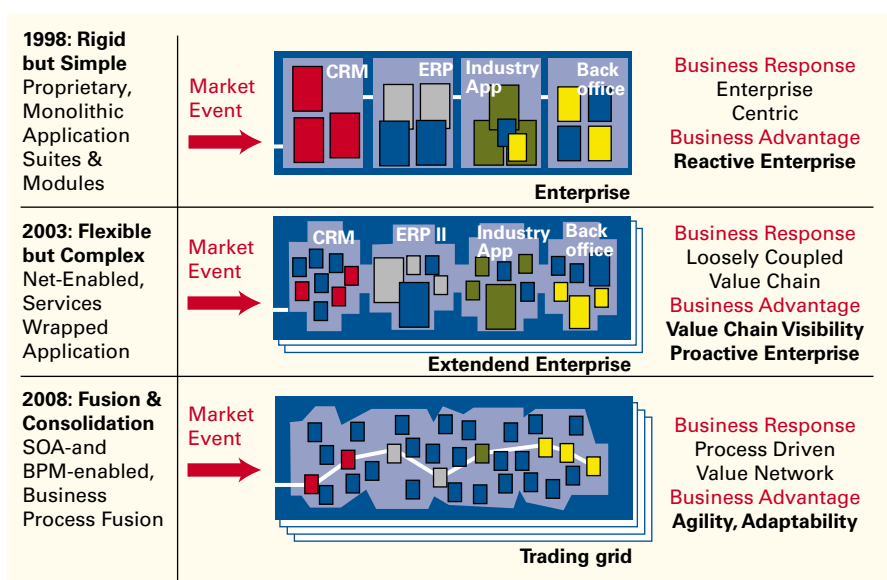 1998: Rigid
but Simple
Proprietary,
Monolithic
Application
Suites &
Modules
Market
Event
CRM
ERP
Industry
App
Back
office
Enterprise
Business Response
Enterprise
Centric
Business Advantage
Reactive Enterprise
2003: Flexible
but Complex
Net-Enabled,
Services
Wrapped
Application
Market
Event
CRM
ERP II
Industry
App
Back
office
Extendend Enterprise
Business Response
Loosely Coupled
Value Chain
Business Advantage
Value Chain Visibility
Proactive Enterprise
2008: Fusion &
Consolidation
SOA-and
BPM-enabled,
Business
Process Fusion
Market
Event
Trading grid
Business Response
Process Driven
Value Network
Business Advantage
Agility, Adaptability